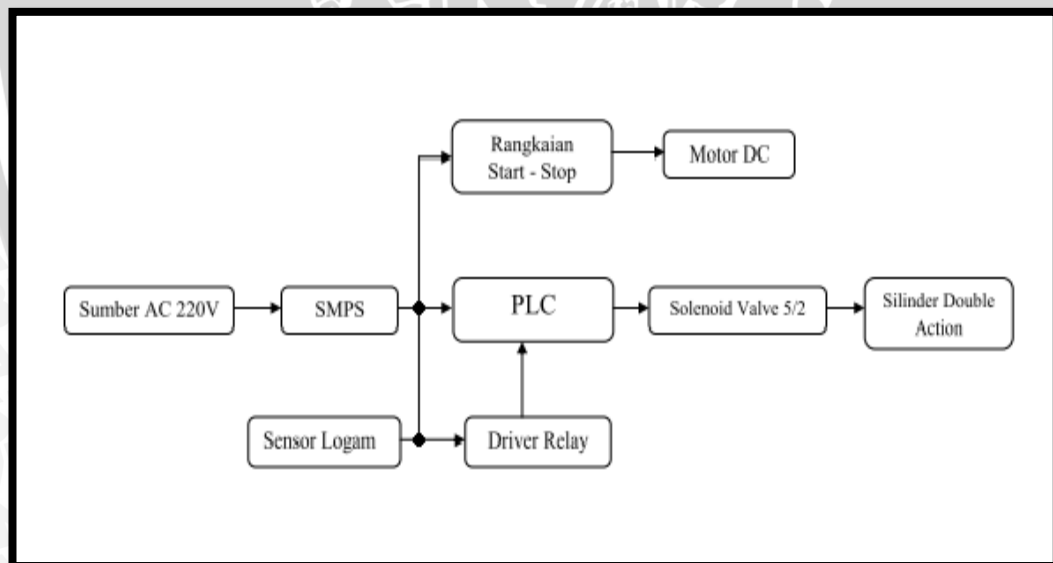 Rangkaian
Start - Stop
Motor DC
Sumber AC 220V
SMPS
PLC
Solenoid Valve 5/2
Silinder Double
Action
Sensor Logam
Driver Relay